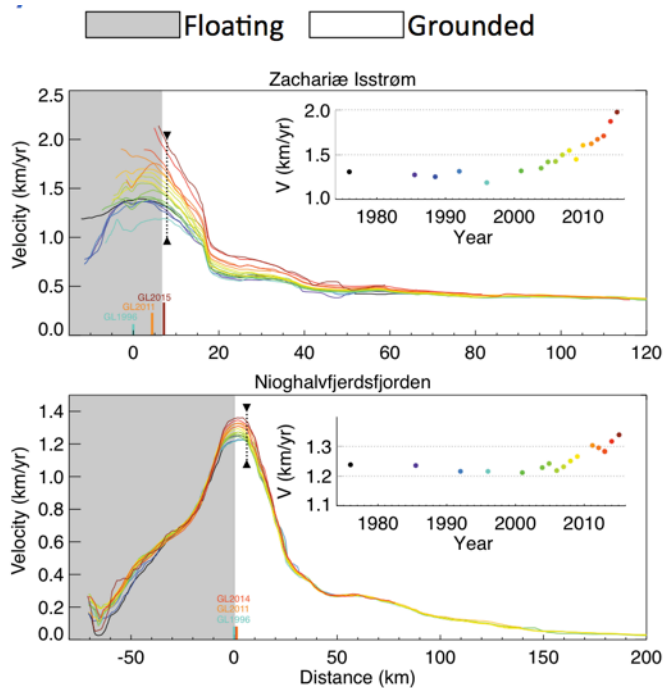 Floating Grounded
Zachariæ Isstrøm
2.5
2.0
1.5
1.0
0.5
0.0
Velocity (km/yr)
2.0
1.5
1.0
V (km/yr)
1980 1990 2000 2010
Year
GL2015
GL2011
GL1996
0 20 40 60 80 100 120
Nioghalvfjerdsfjorden
1.4
1.2
1.0
0.8
0.6
0.4
0.2
0.0
Velocity (km/yr)
1.3
1.2
1.1
V (km/yr)
1980 1990 2000 2010
Year
GL2014
GL2011
GL1996
-50 0 50 100 150 200
Distance (km)